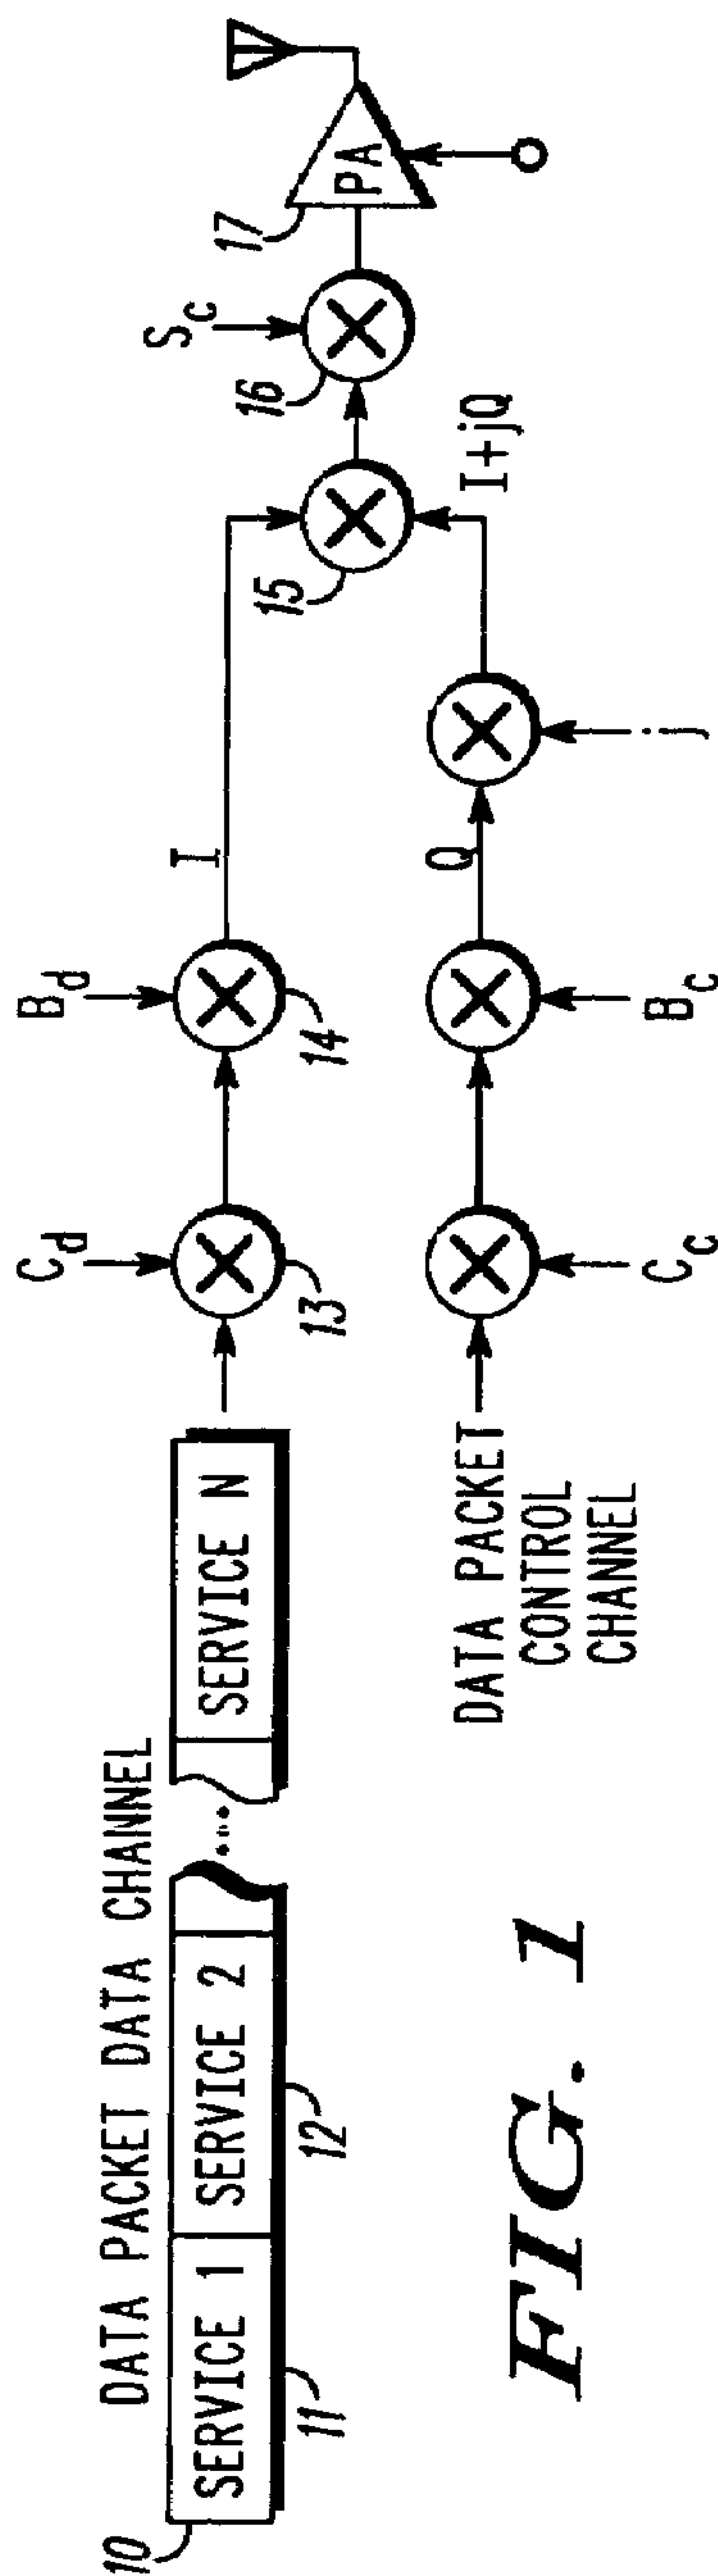 DATA PACKET DATA CHANNEL
10
SERVICE 1
SERVICE 2
...
SERVICE N
11
12
C_d
13
B_d
14
I
DATA PACKET
CONTROL
CHANNEL
C_c
B_c
Q
j
I+jQ
15
S_c
16
17
PA
FIG. 1